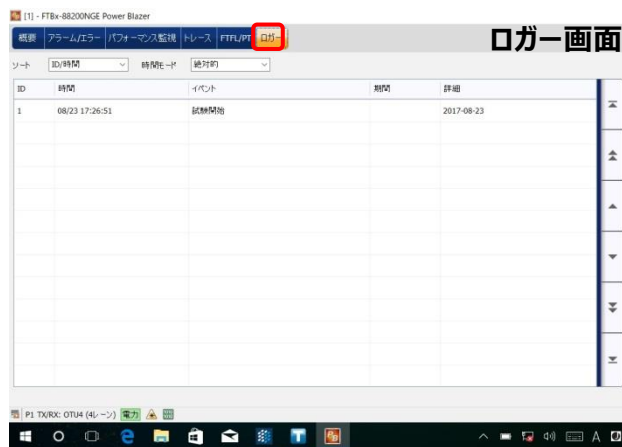 [1] - FTBx-88200NGE Power Blazer
概要 アラーム/エラー パフォーマンス監視 トレース FTFL/PT ロガー
ロガー画面
ソート ID/時間 時間モード 絶対的
ID 時間 イベント 期間 詳細
1 08/23 17:26:51 試験開始 2017-08-23
P1 TX/RX: OTU4 (4レーン) 電力
A